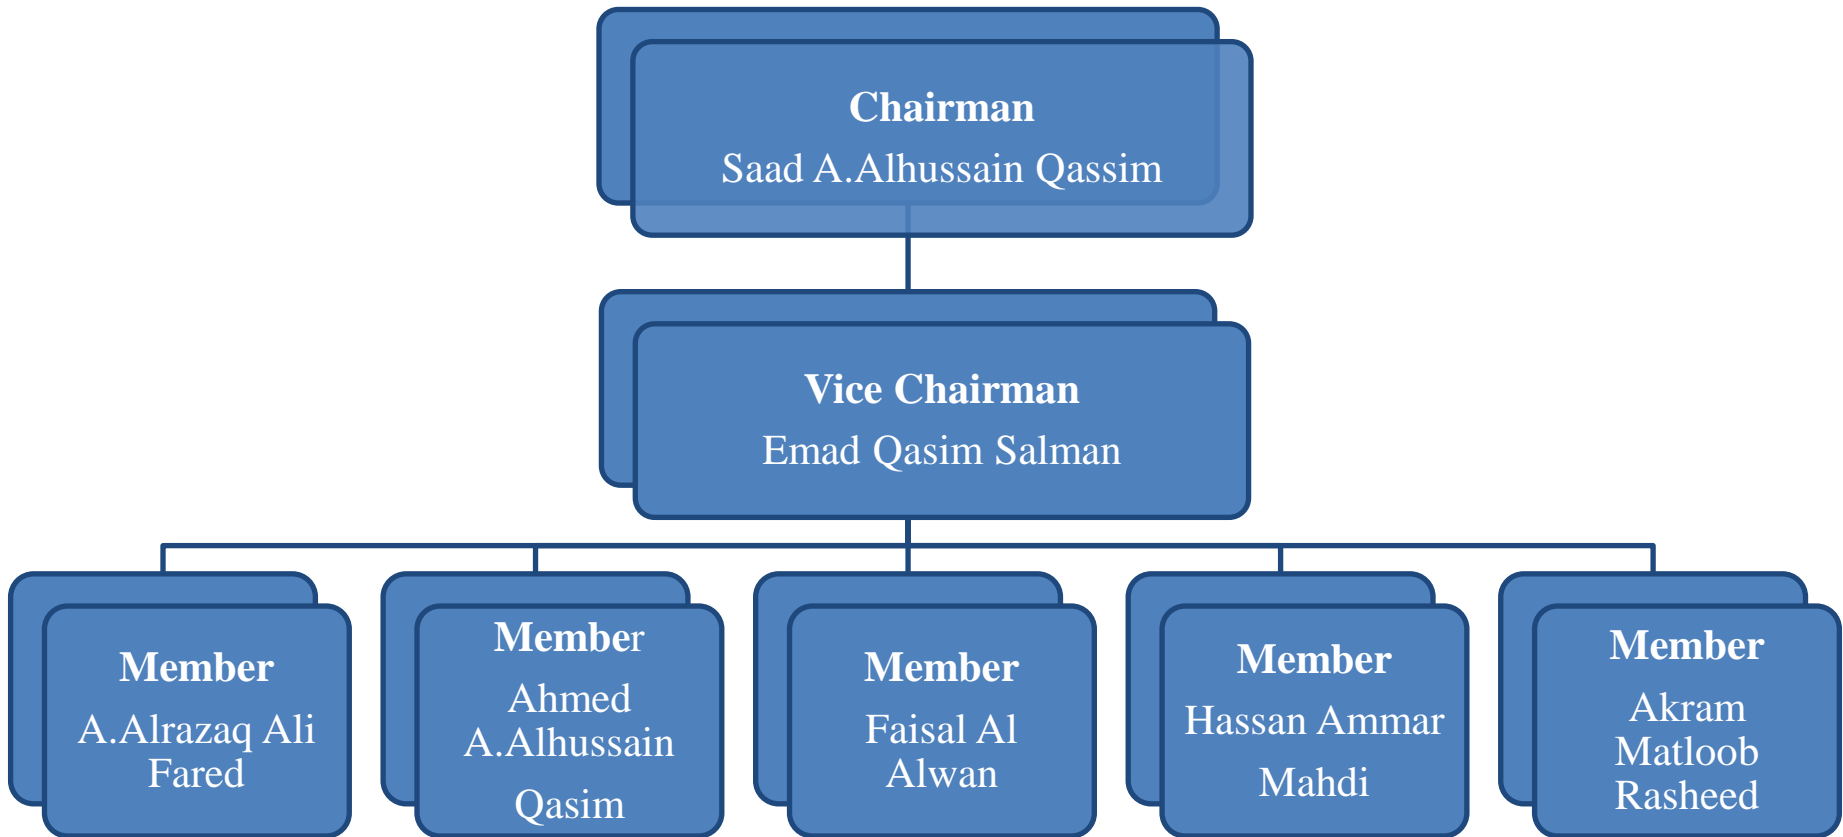 Chairman
Saad A.Alhussain Qassim
Vice Chairman
Emad Qasim Salman
Member
A.Alrazaq Ali
Fared
Member
Ahmed
A.Alhussain
Qasim
Member
Faisal Al
Alwan
Member
Hassan Ammar
Mahdi
Member
Akram
Matloob
Rasheed